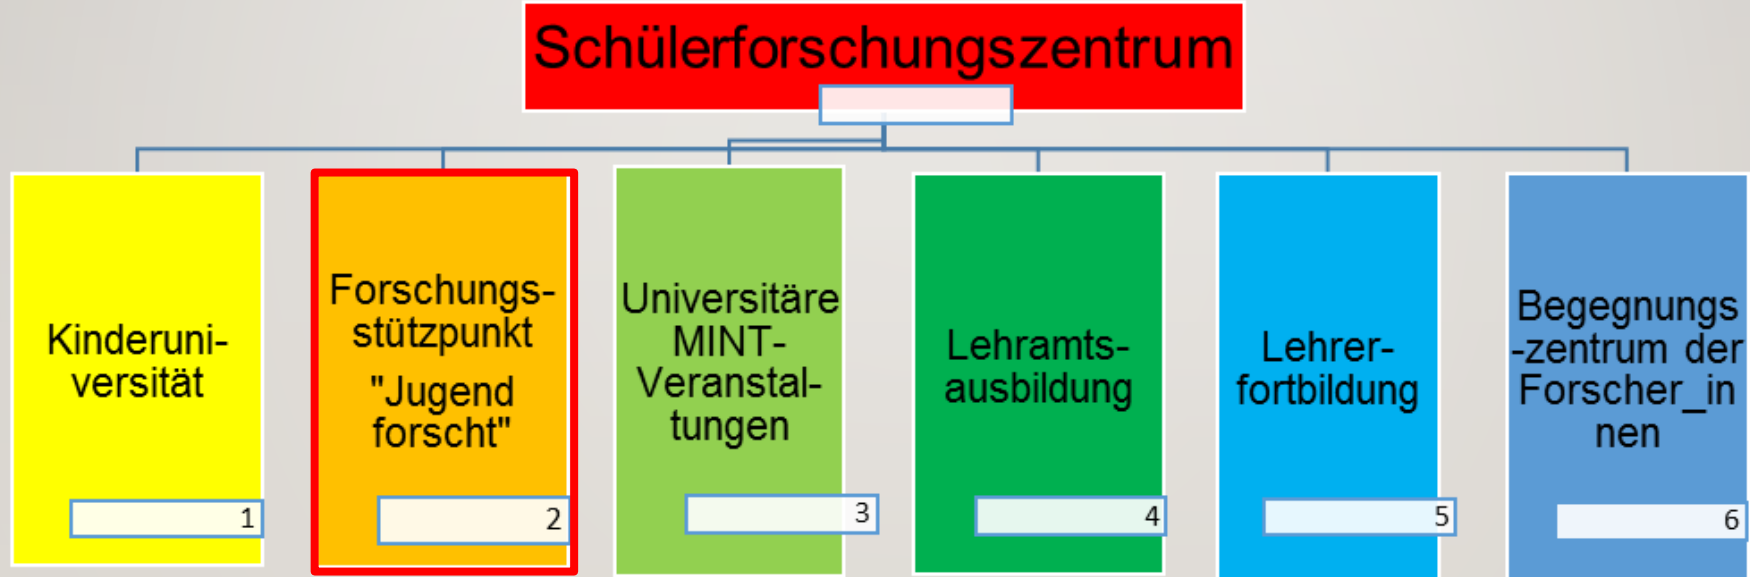 Schülerforschungszentrum
Kinderuni-
versität
1
Forschungs-
stützpunkt
"Jugend
forscht"
2
Universitäre
MINT-
Veranstal-
tungen
3
Lehramts-
ausbildung
4
Lehrer-
fortbildung
5
Begegnungs
-zentrum der
Forscher_in
nen
6